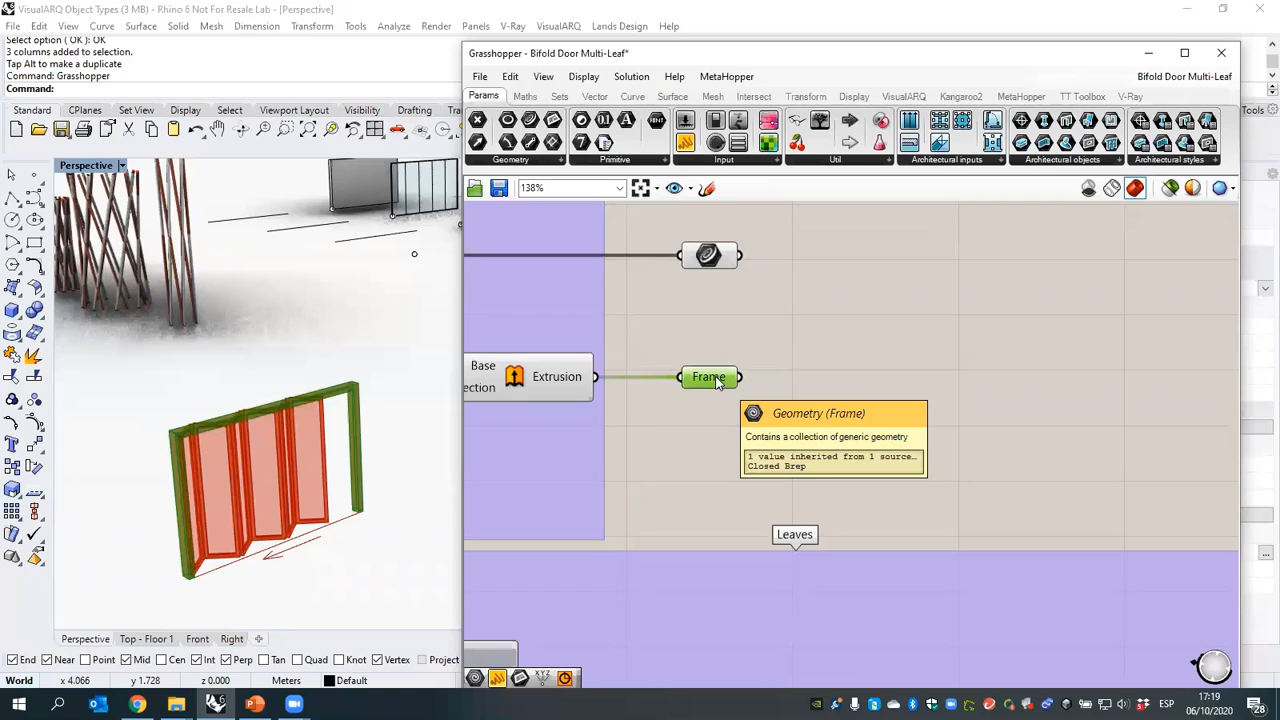 VisualARQ Object Types (3 MB) - Rhino 6 Not For Resale Lab - [Perspective]
File Edit View Curve Surface Solid Mesh Dimension Transform Tools Analyze Render Panels V-Ray VisualARQ Lands Design Help
Select option ( OK ): OK
3 columns added to selection.
Tap Alt to make a duplicate
Command: Grasshopper
Command:
Standard CPlanes Set View Display Select Viewport Layout Visibility Drafting
Tools
Perspective
Grasshopper - Bifold Door Multi-Leaf*
File Edit View Display Solution Help MetaHopper Bifold Door Multi-Leaf
Params Maths Sets Vector Curve Surface Mesh Intersect Transform Display VisualARQ Kangaroo2 MetaHopper TT Toolbox V-Ray
Geometry Primitive Input Util Architectural inputs Architectural objects Architectural styles
138%
Base
ection
Extrusion
Frame
Geometry (Frame)
Contains a collection of generic geometry
1 value inherited from 1 source...
Closed Brep
Leaves
Perspective Top - Floor 1 Front Right
End Near Point Mid Cen Int Perp Tan Quad Knot Vertex Project
World x 4.066 y 1.728 z 0.000 Meters Default
ESP
17:19
06/10/2020
28